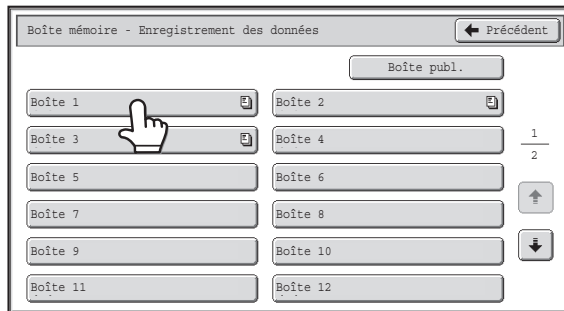 Boîte mémoire - Enregistrement des données
Précédent
Boîte publ.
Boîte 1
Boîte 2
Boîte 3
Boîte 4
1
2
Boîte 5
Boîte 6
Boîte 7
Boîte 8
Boîte 9
Boîte 10
Boîte 11
Boîte 12